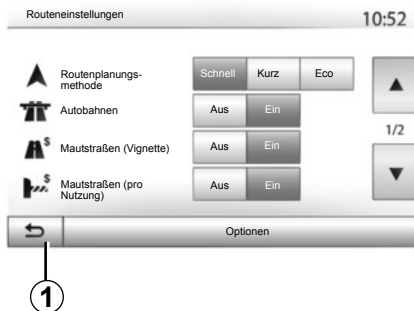 Routeneinstellungen
10:52
Routenplanungs-
methode
Schnell Kurz Eco
Autobahnen
Aus Ein
1/2
Mautstraßen (Vignette)
Aus Ein
Mautstraßen (pro
Nutzung)
Aus Ein
Optionen
1